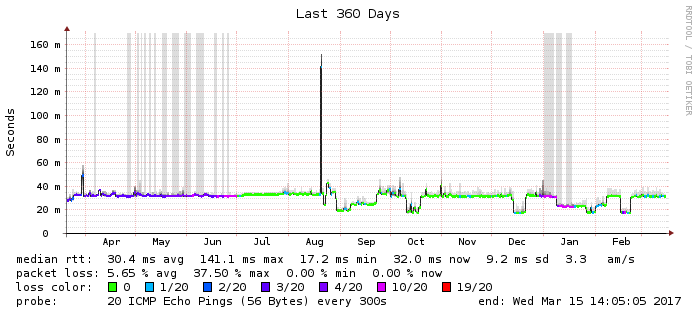 Last 360 Days
RRDTOOL / TOBI OETIKER
Seconds
160 m
140 m
120 m
100 m
80 m
60 m
40 m
20 m
0
Apr May Jun Jul Aug Sep Oct Nov Dec Jan Feb
median rtt: 30.4 ms avg 141.1 ms max 17.2 ms min 32.0 ms now 9.2 ms sd 3.3 am/s
packet loss: 5.65 % avg 37.50 % max 0.00 % min 0.00 % now
loss color: 0 1/20 2/20 3/20 4/20 10/20 19/20
probe: 20 ICMP Echo Pings (56 Bytes) every 300s end: Wed Mar 15 14:05:05 2017